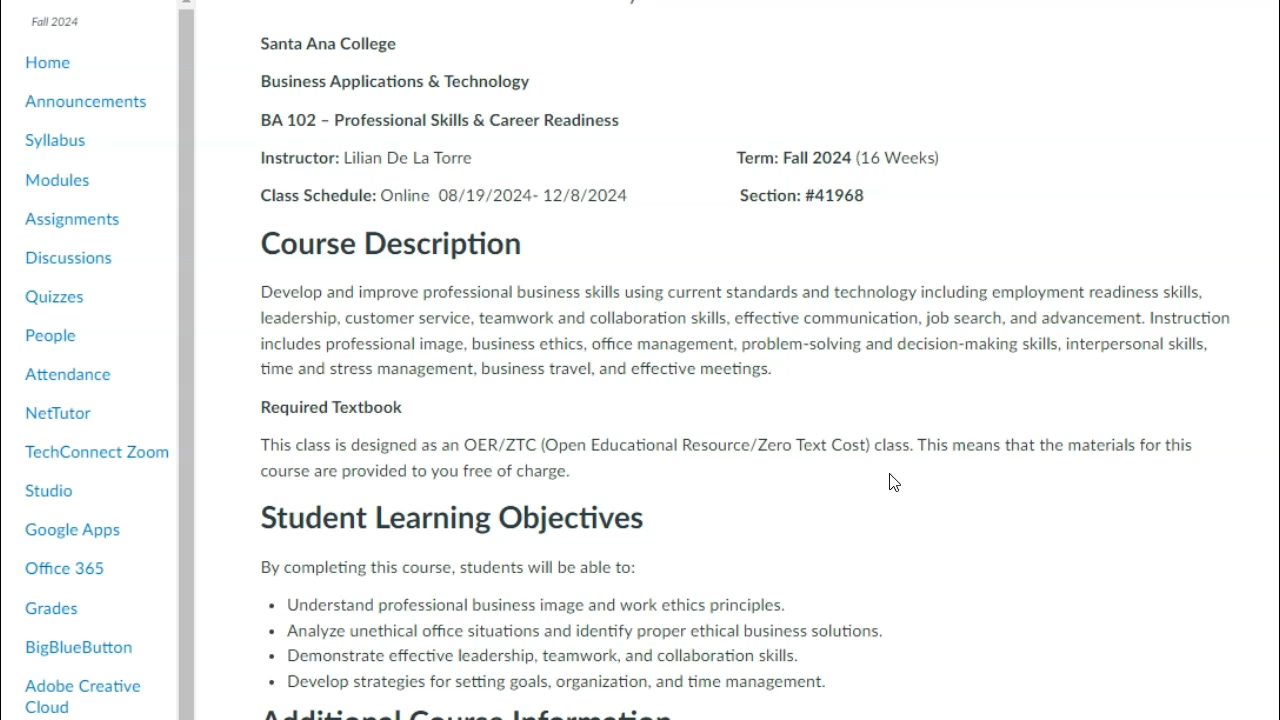 Fall 2024
Home
Announcements
Syllabus
Modules
Assignments
Discussions
Quizzes
People
Attendance
NetTutor
TechConnect Zoom
Studio
Google Apps
Office 365
Grades
BigBlueButton
Adobe Creative
Cloud
Santa Ana College
Business Applications & Technology
BA 102 – Professional Skills & Career Readiness
Instructor: Lilian De La Torre
Term: Fall 2024 (16 Weeks)
Class Schedule: Online 08/19/2024- 12/8/2024
Section: #41968
Course Description
Develop and improve professional business skills using current standards and technology including employment readiness skills,
leadership, customer service, teamwork and collaboration skills, effective communication, job search, and advancement. Instruction
includes professional image, business ethics, office management, problem-solving and decision-making skills, interpersonal skills,
time and stress management, business travel, and effective meetings.
Required Textbook
This class is designed as an OER/ZTC (Open Educational Resource/Zero Text Cost) class. This means that the materials for this
course are provided to you free of charge.
Student Learning Objectives
By completing this course, students will be able to:
• Understand professional business image and work ethics principles.
• Analyze unethical office situations and identify proper ethical business solutions.
• Demonstrate effective leadership, teamwork, and collaboration skills.
• Develop strategies for setting goals, organization, and time management.
Additional Course Information